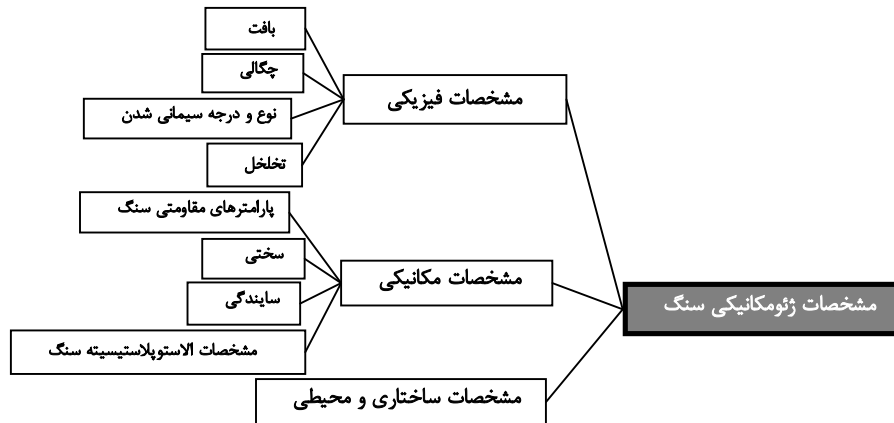 بافت
چگالی
مشخصات فیزیکی
نوع و درجه سیمانی شدن
تخلخل
پارامترهای مقاومتی سنگ
سختی
مشخصات مکانیکی
سایندگی
مشخصات ژئومکانیکی سنگ
مشخصات الاستوپلاستیسیته سنگ
مشخصات ساختاری و محیطی